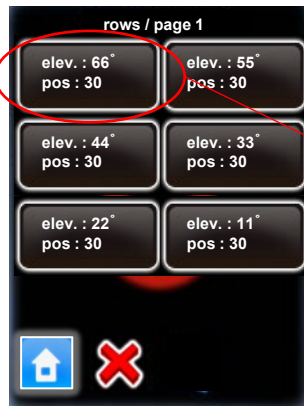 rows / page 1
elev. : 66°
pos : 30
elev. : 55°
pos : 30
elev. : 44°
pos : 30
elev. : 33°
pos : 30
elev. : 22°
pos : 30
elev. : 11°
pos : 30